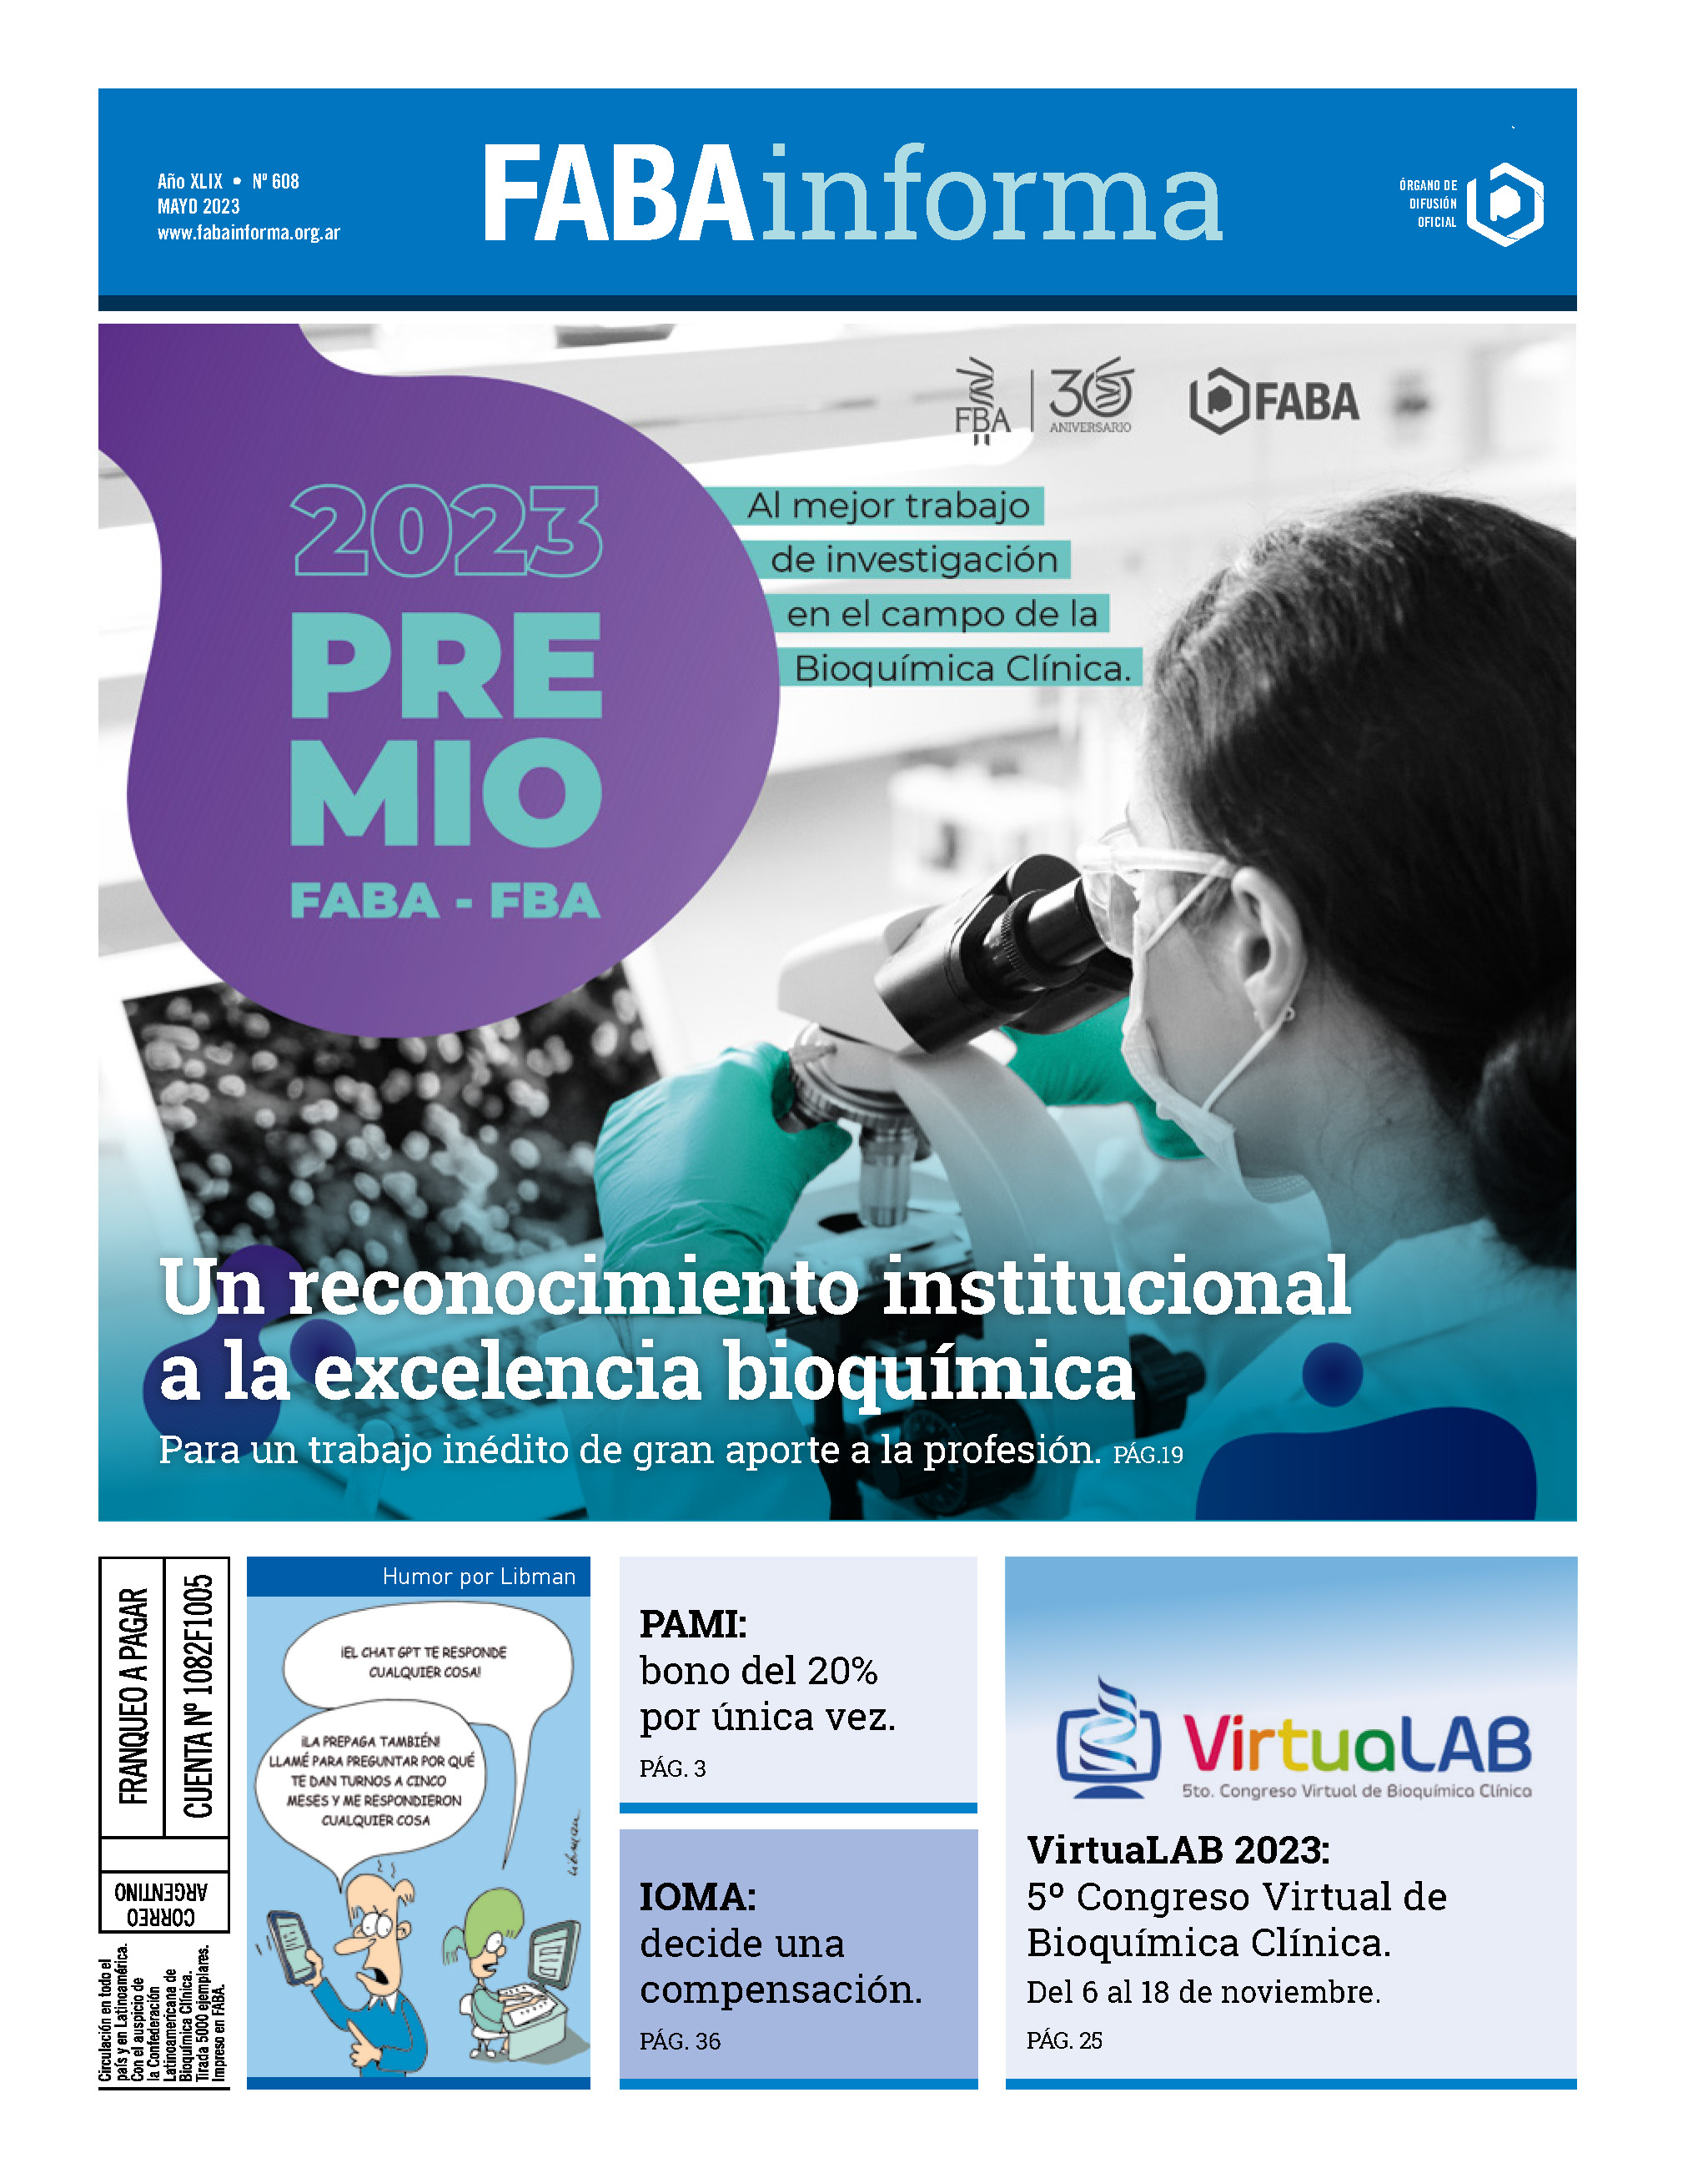 Año XLIX • Nº 608
MAYO 2023
www.fabainforma.org.ar
FABAinforma
ÓRGANO DE
DIFUSIÓN
OFICIAL
FBA
30
ANIVERSARIO
FABA
2023
PRE
MIO
FABA - FBA
Al mejor trabajo
de investigación
en el campo de la
Bioquímica Clínica.
Un reconocimiento institucional
a la excelencia bioquímica
Para un trabajo inédito de gran aporte a la profesión. PÁG.19
FRANQUEO A PAGAR
CUENTA Nº 1082F1005
CORREO
ARGENTINO
Circulación en todo el
país y en Latinoamérica.
Con el auspicio de
la Confederación
Latinoamericana de
Bioquímica Clínica.
Tirada 5000 ejemplares.
Impreso en FABA.
Humor por Libman
¡EL CHAT GPT TE RESPONDE
CUALQUIER COSA!
¡LA PREPAGA TAMBIÉN!
LLAMÉ PARA PREGUNTAR POR QUÉ
TE DAN TURNOS A CINCO
MESES Y ME RESPONDIERON
CUALQUIER COSA
Libman
PAMI:
bono del 20%
por única vez.
PÁG. 3
IOMA:
decide una
compensación.
PÁG. 36
VirtuaLAB
5to. Congreso Virtual de Bioquímica Clínica
VirtuaLAB 2023:
5º Congreso Virtual de
Bioquímica Clínica.
Del 6 al 18 de noviembre.
PÁG. 25